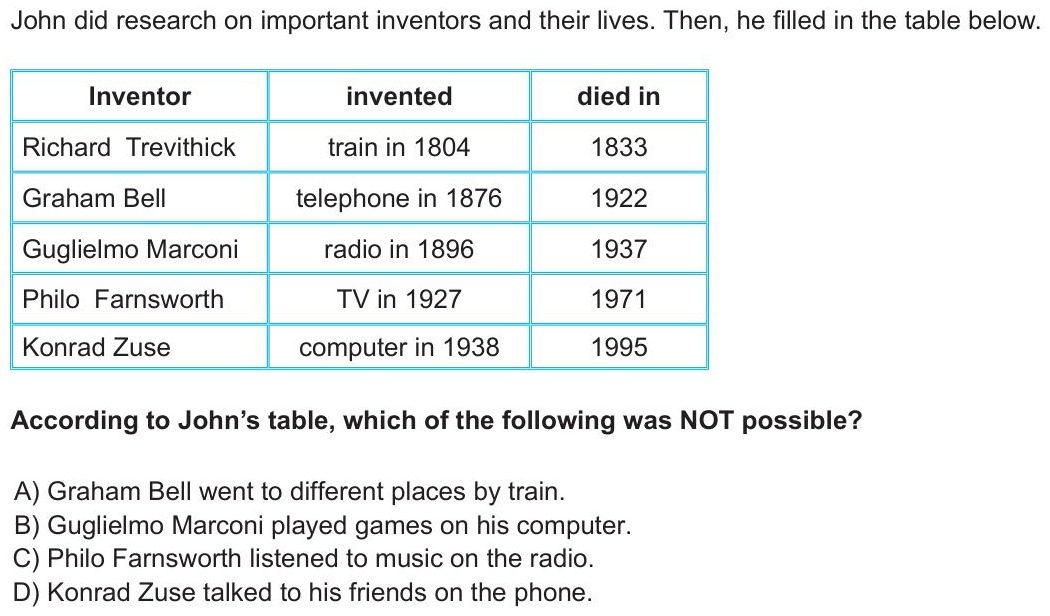 John did research on important inventors and their lives. Then, he filled in the table below.
Inventor invented died in
Richard Trevithick train in 1804 1833
Graham Bell telephone in 1876 1922
Guglielmo Marconi radio in 1896 1937
Philo Farnsworth TV in 1927 1971
Konrad Zuse computer in 1938 1995
According to John’s table, which of the following was NOT possible?
A) Graham Bell went to different places by train.
B) Guglielmo Marconi played games on his computer.
C) Philo Farnsworth listened to music on the radio.
D) Konrad Zuse talked to his friends on the phone.